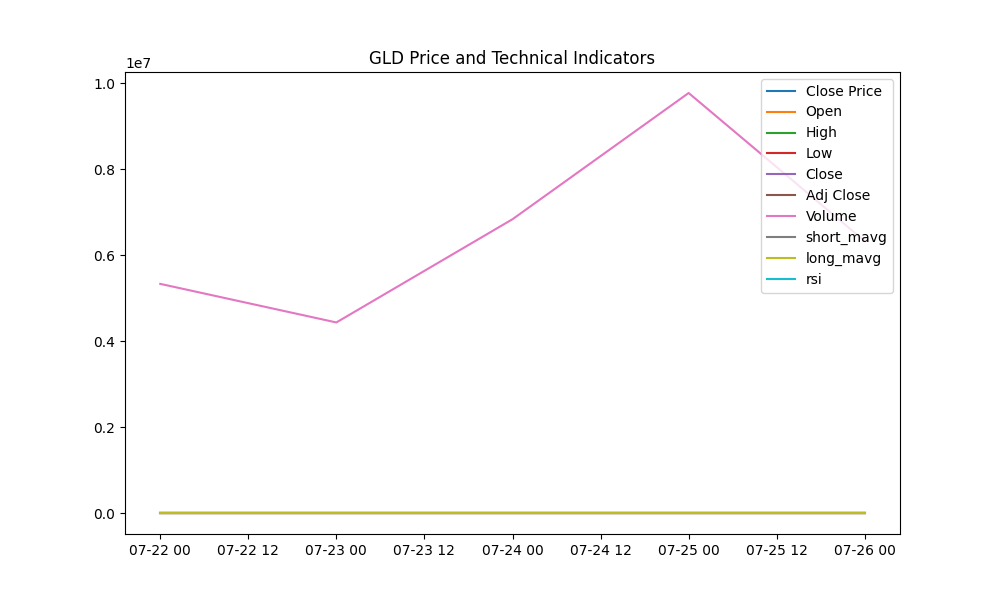 GLD Price and Technical Indicators
1e7
1.0
0.8
0.6
0.4
0.2
0.0
Close Price
Open
High
Low
Close
Adj Close
Volume
short_mavg
long_mavg
rsi
07-22 00 07-22 12 07-23 00 07-23 12 07-24 00 07-24 12 07-25 00 07-25 12 07-26 00